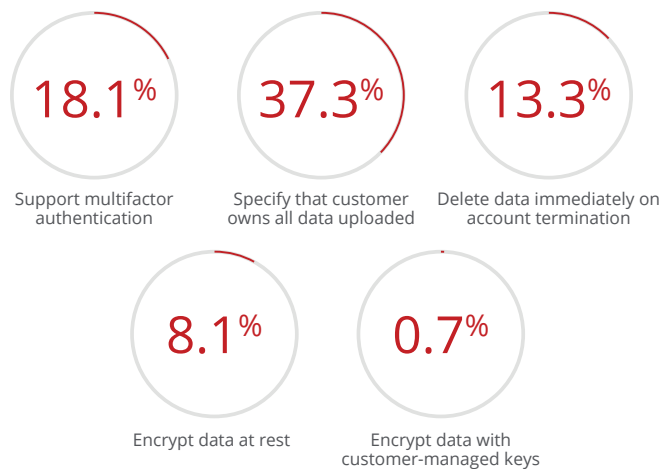 18.1%
37.3%
13.3%
Support multifactor
authentication
Specify that customer
owns all data uploaded
Delete data immediately on
account termination
8.1%
0.7%
Encrypt data at rest
Encrypt data with
customer-managed keys